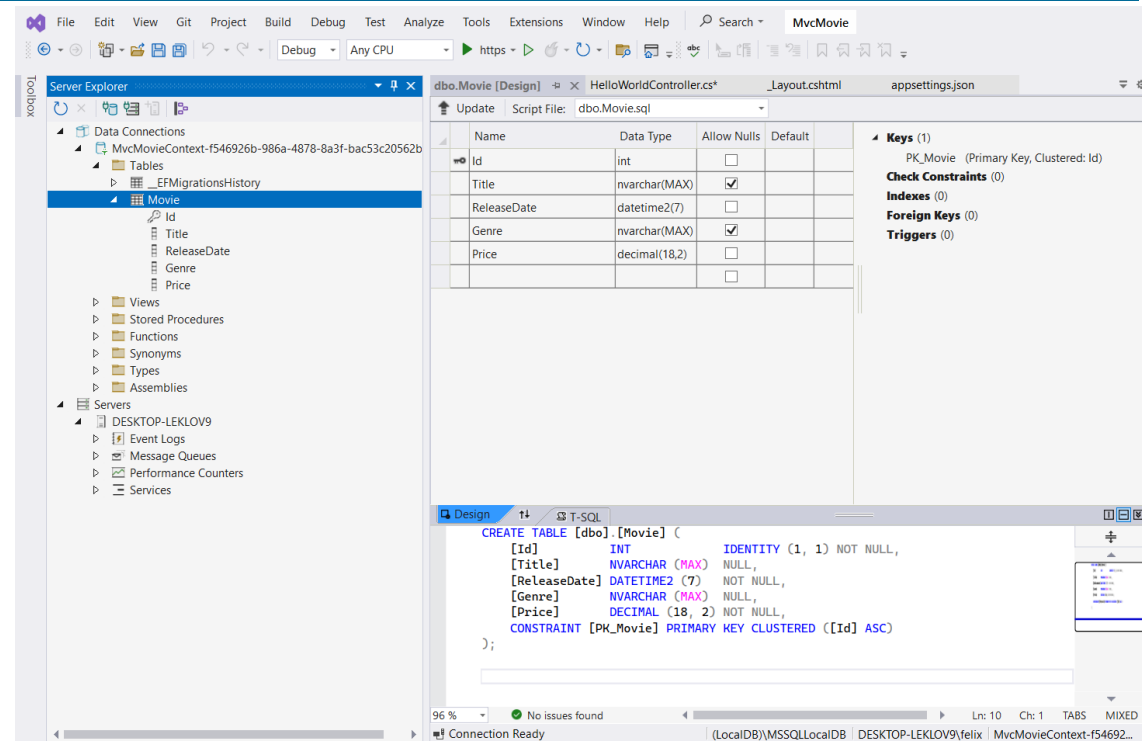 File Edit View Git Project Build Debug Test Analyze Tools Extensions Window Help Search MvcMovie
Debug Any CPU https
Toolbox
Server Explorer
Data Connections
MvcMovieContext-f546926b-986a-4878-8a3f-bac53c20562b
Tables
__EFMigrationsHistory
Movie
Id
Title
ReleaseDate
Genre
Price
Views
Stored Procedures
Functions
Synonyms
Types
Assemblies
Servers
DESKTOP-LEKLOV9
Event Logs
Message Queues
Performance Counters
Services
dbo.Movie [Design] HelloWorldController.cs* _Layout.cshtml appsettings.json
Update Script File: dbo.Movie.sql
Name Data Type Allow Nulls Default
Id int
Title nvarchar(MAX)
ReleaseDate datetime2(7)
Genre nvarchar(MAX)
Price decimal(18,2)
Keys (1)
PK_Movie (Primary Key, Clustered: Id)
Check Constraints (0)
Indexes (0)
Foreign Keys (0)
Triggers (0)
Design T-SQL
CREATE TABLE [dbo].[Movie] (
[Id] INT IDENTITY (1, 1) NOT NULL,
[Title] NVARCHAR (MAX) NULL,
[ReleaseDate] DATETIME2 (7) NOT NULL,
[Genre] NVARCHAR (MAX) NULL,
[Price] DECIMAL (18, 2) NOT NULL,
CONSTRAINT [PK_Movie] PRIMARY KEY CLUSTERED ([Id] ASC)
);
96 % No issues found Ln: 10 Ch: 1 TABS MIXED
Connection Ready (LocalDB)\MSSQLLocalDB DESKTOP-LEKLOV9\felix MvcMovieContext-f54692...